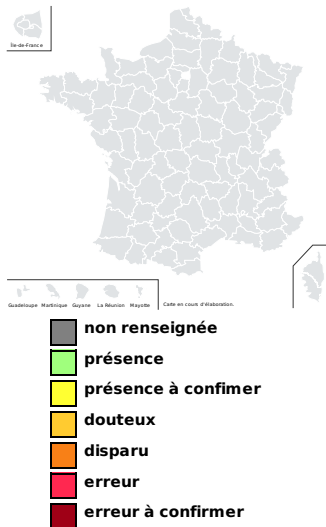 Île-de-France
Guadeloupe Martinique Guyane La Réunion Mayotte Carte en cours d'élaboration.
non renseignée
présence
présence à confimer
douteux
disparu
erreur
erreur à confirmer